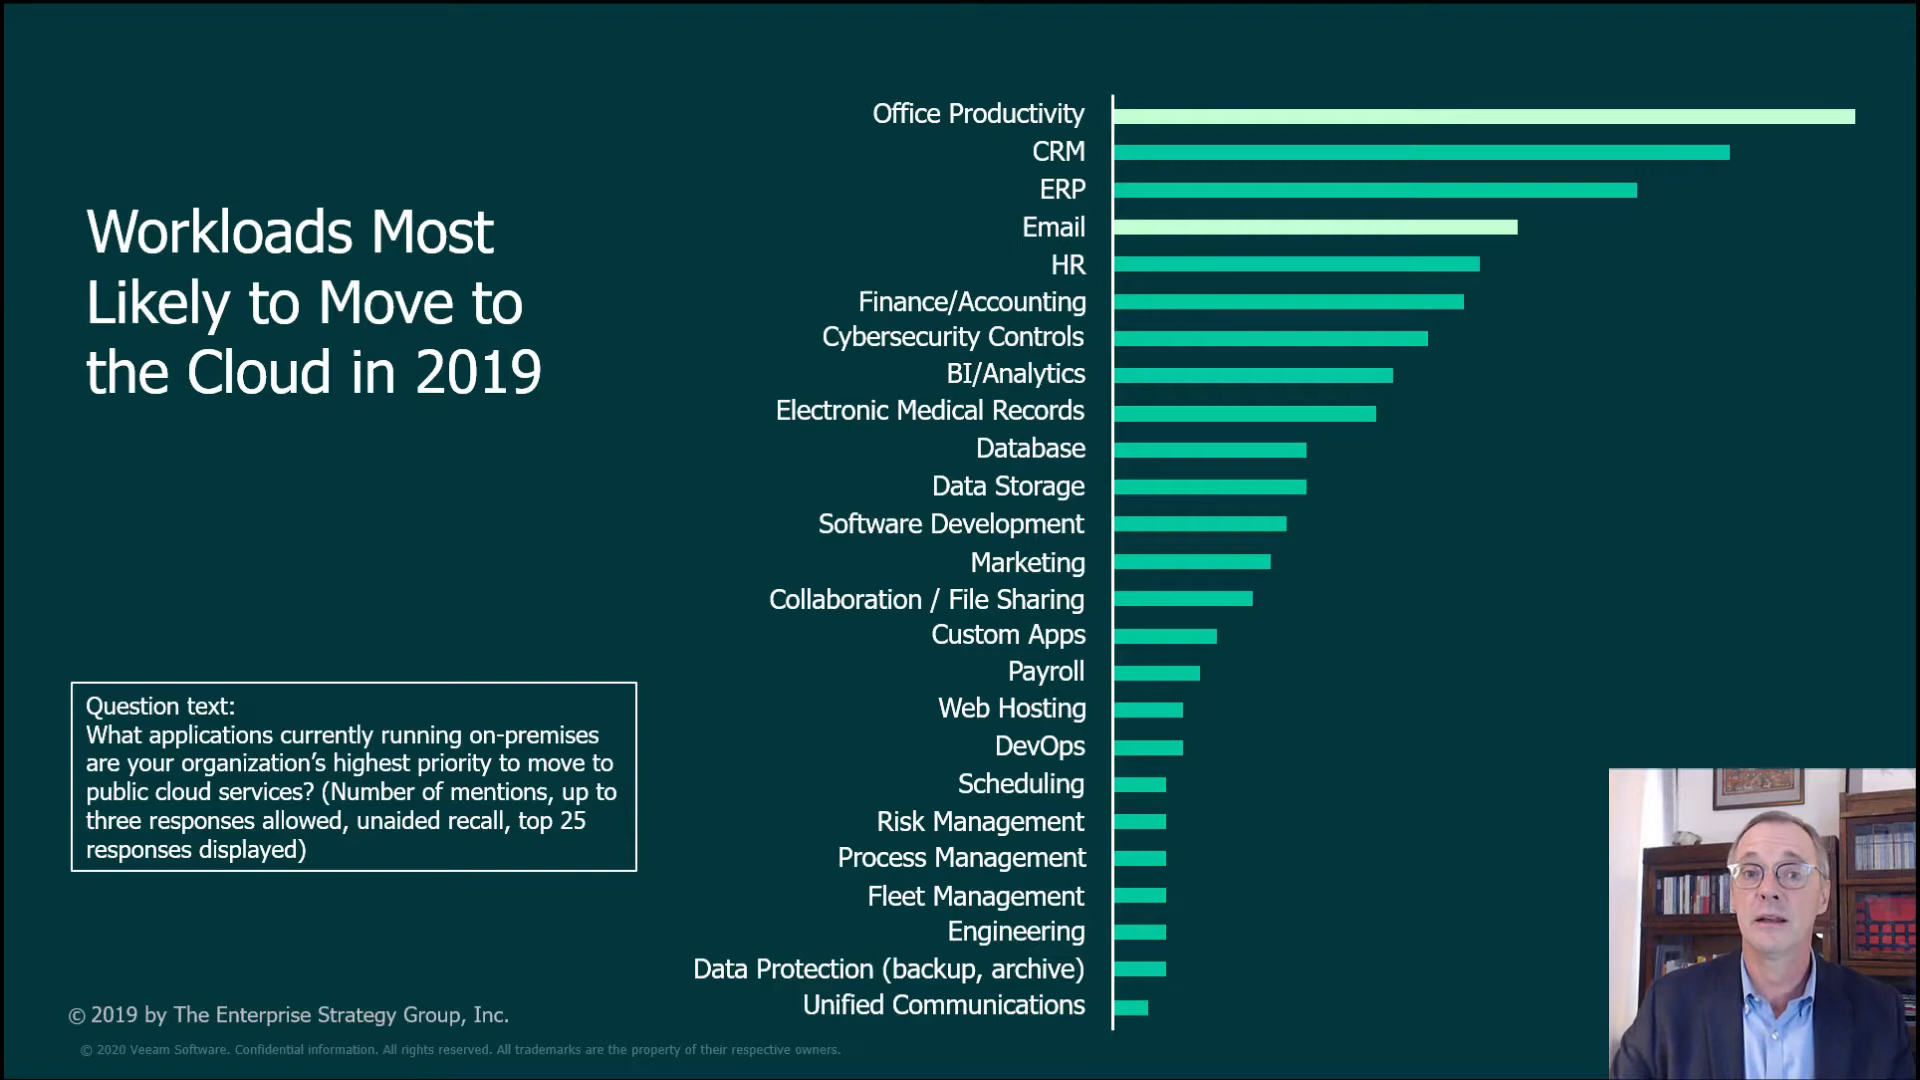 Workloads Most
Likely to Move to
the Cloud in 2019
Question text:
What applications currently running on-premises
are your organization's highest priority to move to
public cloud services? (Number of mentions, up to
three responses allowed, unaided recall, top 25
responses displayed)
Office Productivity
CRM
ERP
Email
HR
Finance/Accounting
Cybersecurity Controls
BI/Analytics
Electronic Medical Records
Database
Data Storage
Software Development
Marketing
Collaboration / File Sharing
Custom Apps
Payroll
Web Hosting
DevOps
Scheduling
Risk Management
Process Management
Fleet Management
Engineering
Data Protection (backup, archive)
Unified Communications
© 2019 by The Enterprise Strategy Group, Inc.
© 2020 Veeam Software. Confidential information. All rights reserved. All trademarks are the property of their respective owners.